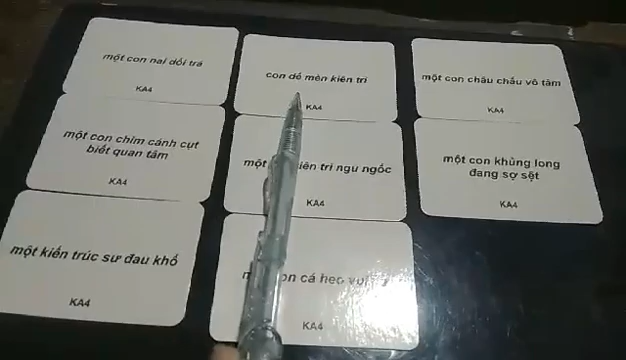 một con nai dối trá
KA4
con dế mèn kiên trì
KA4
một con châu chấu vô tâm
KA4
một con chim cánh cụt
biết quan tâm
KA4
một kiên trì ngu ngốc
KA4
một con khủng long
đang sợ sệt
KA4
một kiến trúc sư đau khổ
KA4
con cá heo
KA4